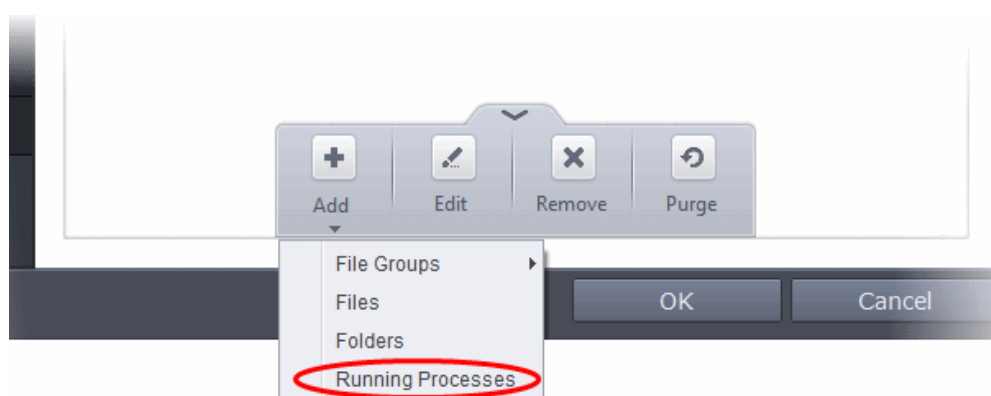 Add Edit Remove Purge
File Groups
Files
OK Cancel
Folders
Running Processes